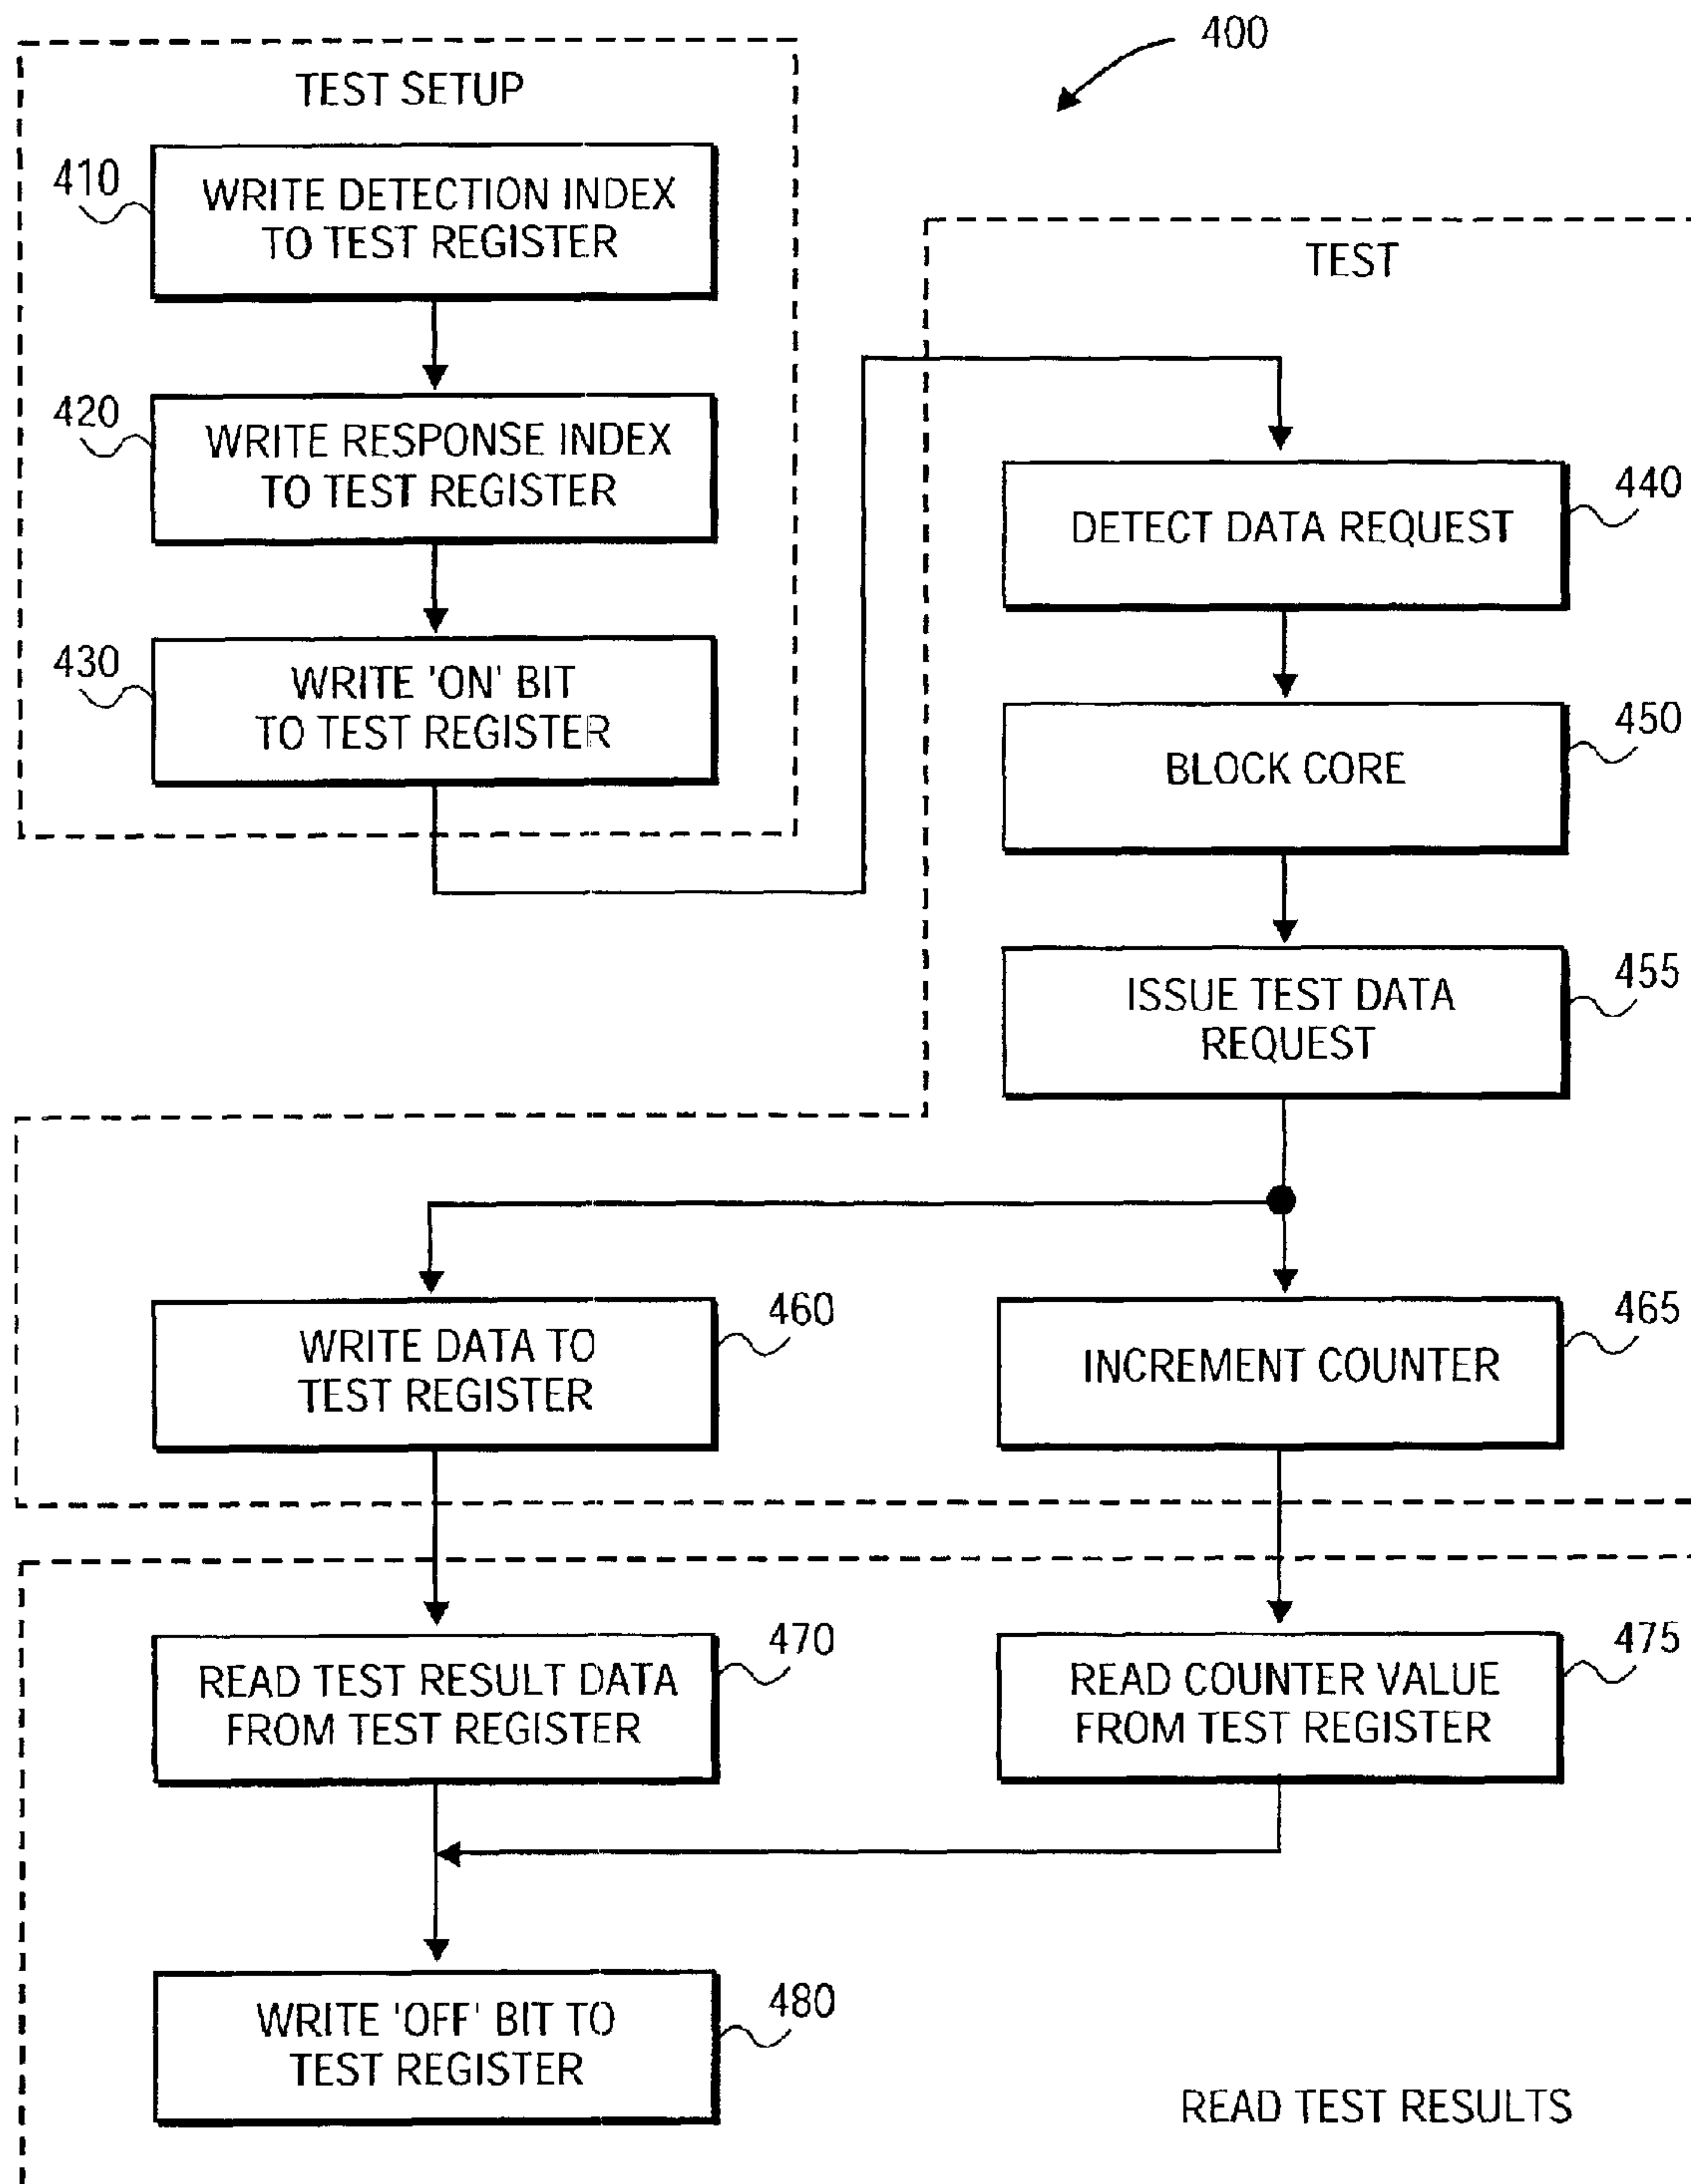 400
TEST SETUP
410
WRITE DETECTION INDEX
TO TEST REGISTER
420
WRITE RESPONSE INDEX
TO TEST REGISTER
430
WRITE 'ON' BIT
TO TEST REGISTER
TEST
440
DETECT DATA REQUEST
450
BLOCK CORE
455
ISSUE TEST DATA
REQUEST
460
WRITE DATA TO
TEST REGISTER
465
INCREMENT COUNTER
470
READ TEST RESULT DATA
FROM TEST REGISTER
475
READ COUNTER VALUE
FROM TEST REGISTER
480
WRITE 'OFF' BIT TO
TEST REGISTER
READ TEST RESULTS